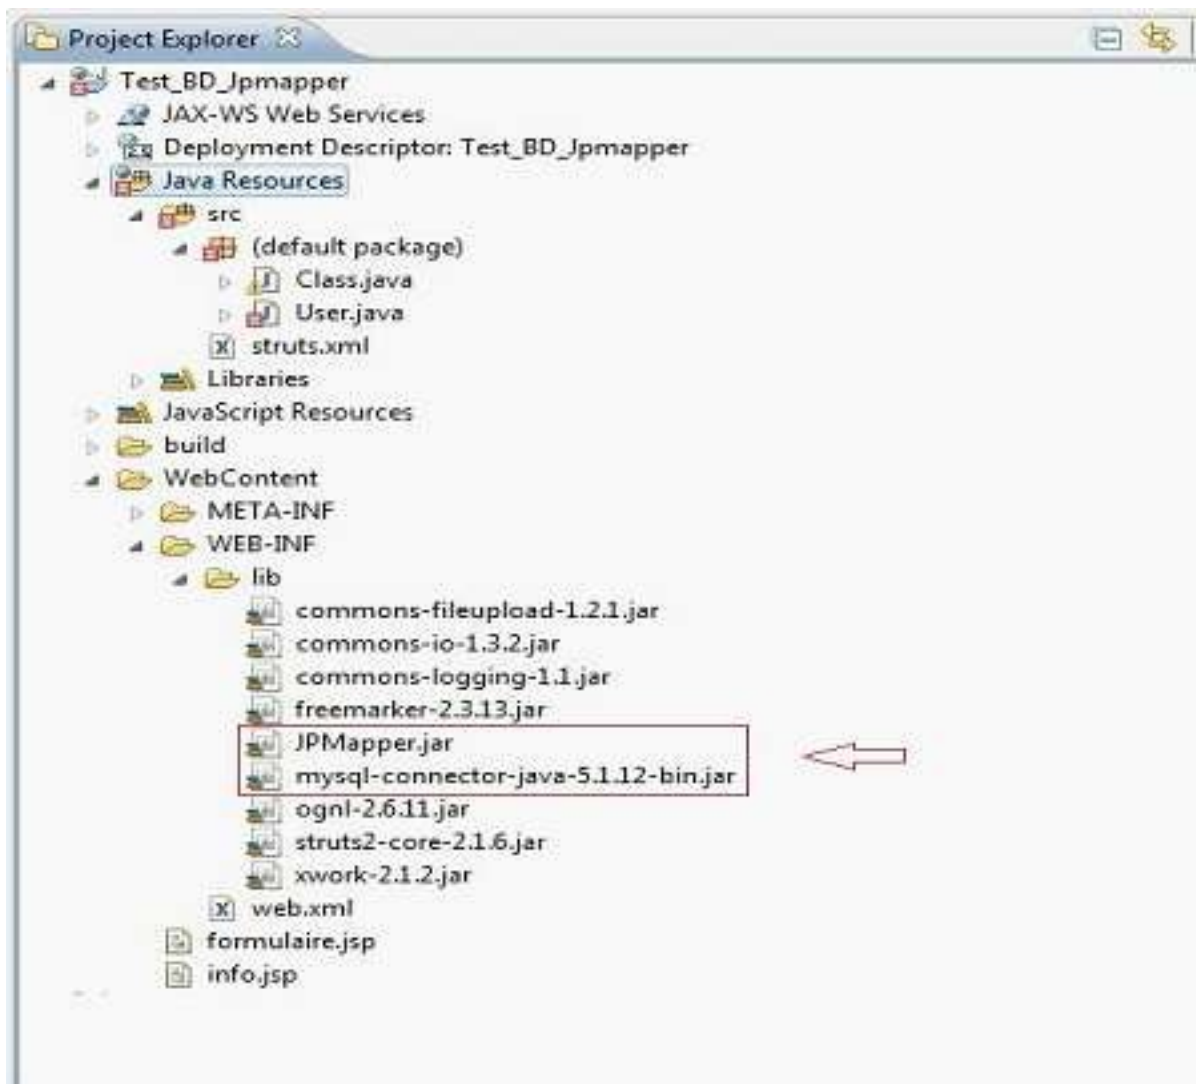 Project Explorer
Test_BD_Jpmapper
JAX-WS Web Services
Deployment Descriptor: Test_BD_Jpmapper
Java Resources
src
(default package)
Class.java
User.java
struts.xml
Libraries
JavaScript Resources
build
WebContent
META-INF
WEB-INF
lib
commons-fileupload-1.2.1.jar
commons-io-1.3.2.jar
commons-logging-1.1.jar
freemarker-2.3.13.jar
JPMapper.jar
mysql-connector-java-5.1.12-bin.jar
ognl-2.6.11.jar
struts2-core-2.1.6.jar
xwork-2.1.2.jar
web.xml
formulaire.jsp
info.jsp